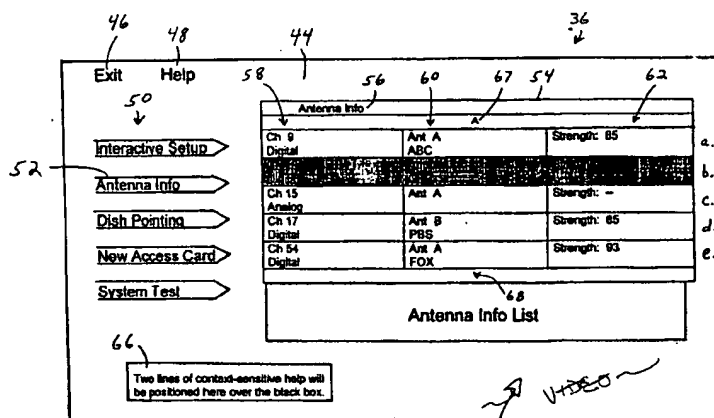 46 48 44 36
Exit Help
50 58 56 60 67 54 62
Antenna Info
A
Interactive Setup
Ch 9 Ant A Strength: 85 a.
Digital ABC
b.
52
Antenna Info
Ch 15 Ant A Strength: – c.
Analog
Dish Pointing
Ch 17 Ant B Strength: 65 d.
Digital PBS
New Access Card
Ch 54 Ant A Strength: 93 e.
Digital FOX
System Test
68
Antenna Info List
66
Two lines of context-sensitive help will
be positioned here over the black box.
VIDEO